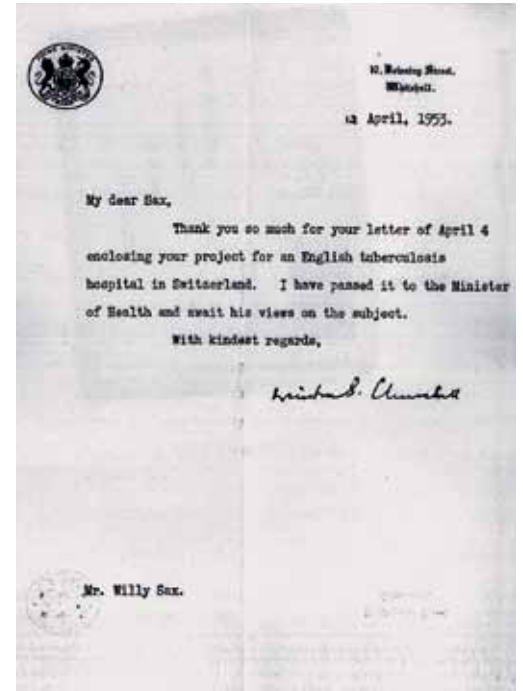 10, Downing Street,
Whitehall.
12 April, 1953.
My dear Sax,
Thank you so much for your letter of April 4
enclosing your project for an English tuberculosis
hospital in Switzerland. I have passed it to the Minister
of Health and await his views on the subject.
With kindest regards,
Winston S. Churchill
Mr. Willy Sax.